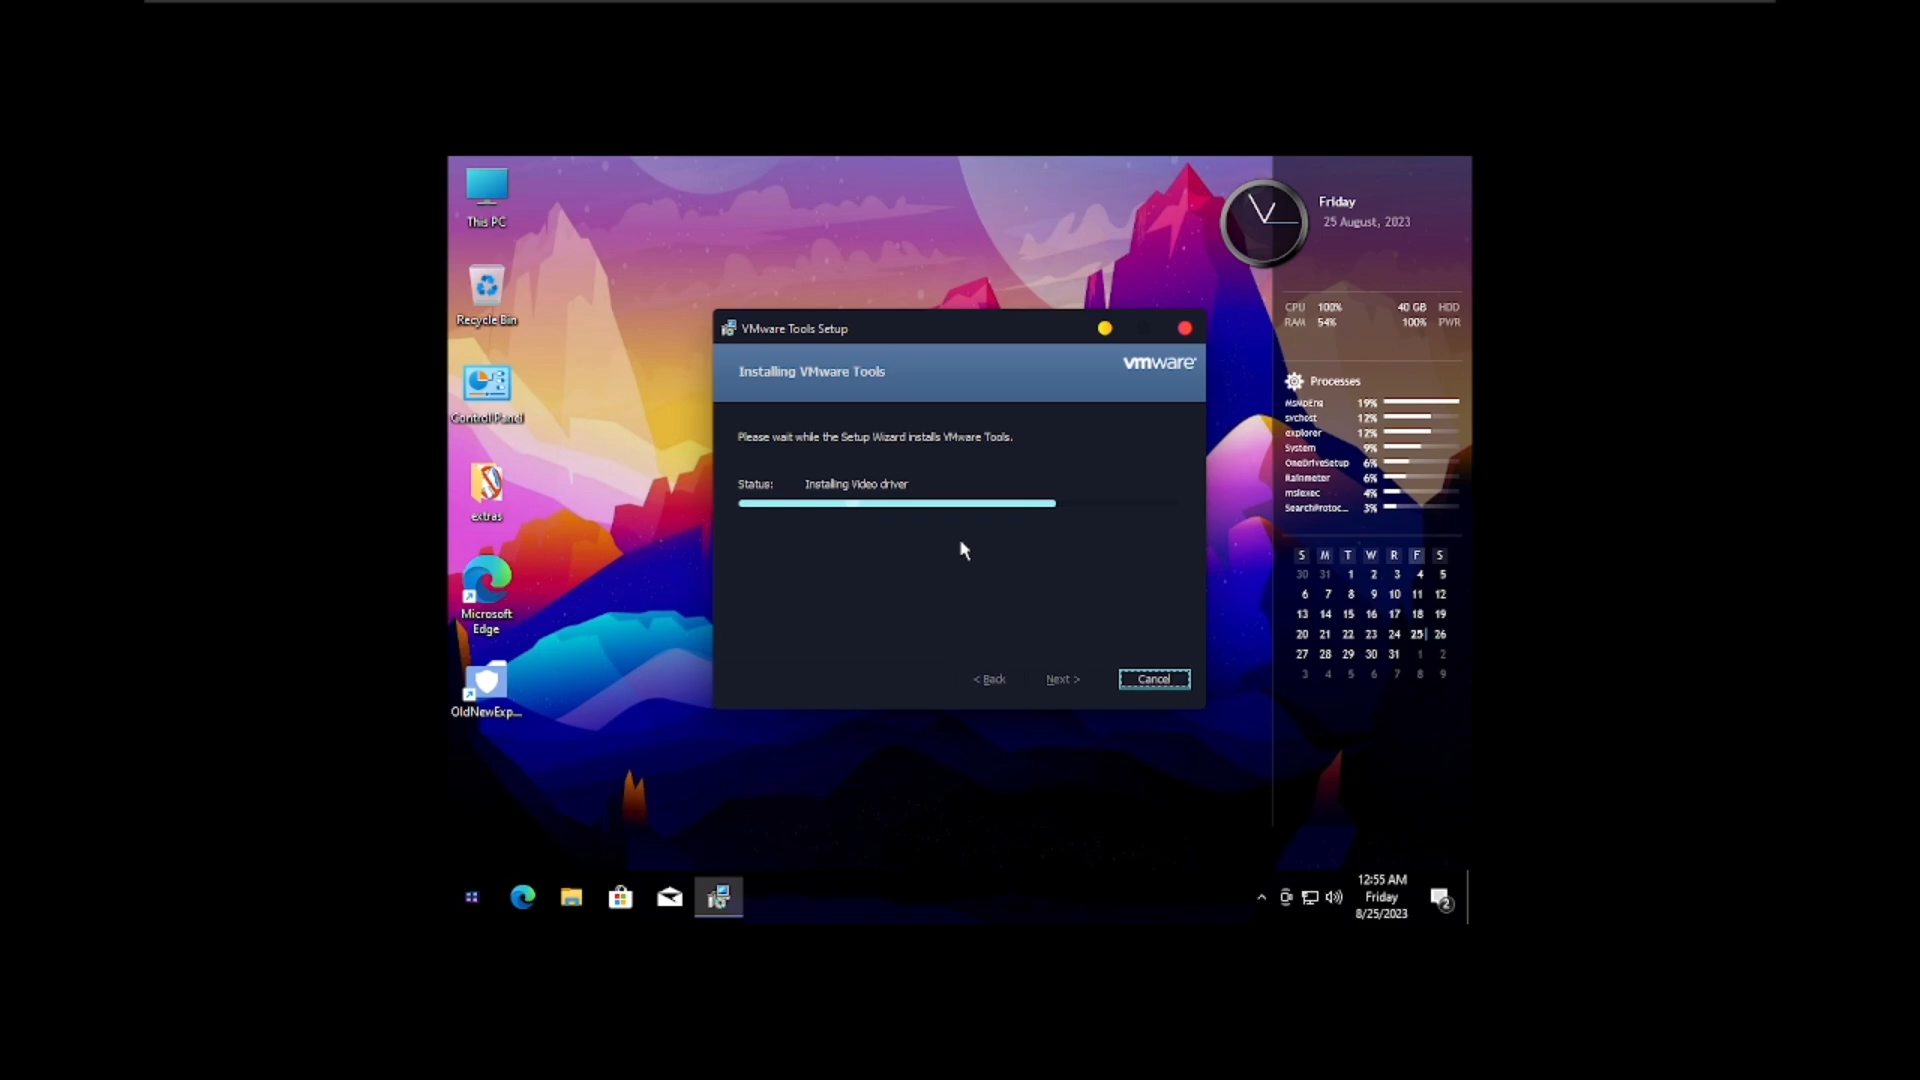 This PC
Recycle Bin
Control Panel
extras
Microsoft
Edge
OldNewExp...
VMware Tools Setup
Installing VMware Tools
vmware
Please wait while the Setup Wizard installs VMware Tools.
Status: Installing Video driver
< Back Next > Cancel
Friday
25 August, 2023
CPU 100% 40 GB HDD
RAM 54% 100% PWR
Processes
MsMpEng 19%
svchost 12%
explorer 12%
System 9%
OneDriveSetup 6%
Rainmeter 6%
msiexec 4%
SearchProtoc... 3%
S M T W R F S
30 31 1 2 3 4 5
6 7 8 9 10 11 12
13 14 15 16 17 18 19
20 21 22 23 24 25 26
27 28 29 30 31 1 2
3 4 5 6 7 8 9
12:55 AM
Friday
8/25/2023
2